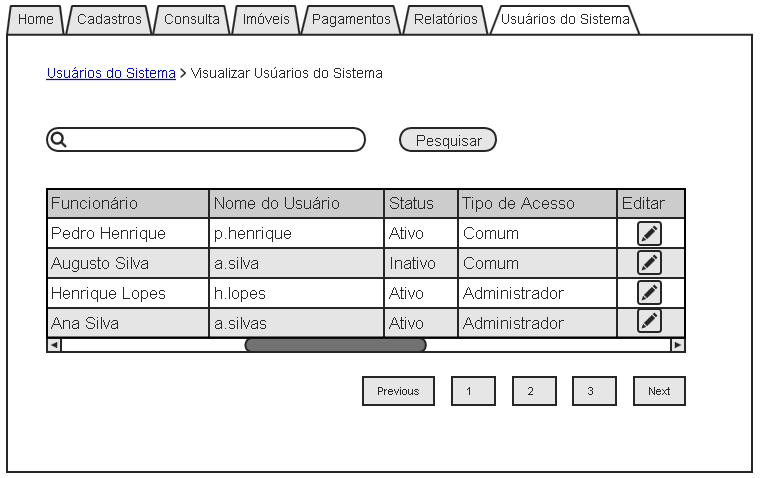 Home Cadastros Consulta Imóveis Pagamentos Relatórios Usuários do Sistema
Usuários do Sistema > Visualizar Usúarios do Sistema
Pesquisar
Funcionário Nome do Usuário Status Tipo de Acesso Editar
Pedro Henrique p.henrique Ativo Comum
Augusto Silva a.silva Inativo Comum
Henrique Lopes h.lopes Ativo Administrador
Ana Silva a.silvas Ativo Administrador
Previous 1 2 3 Next